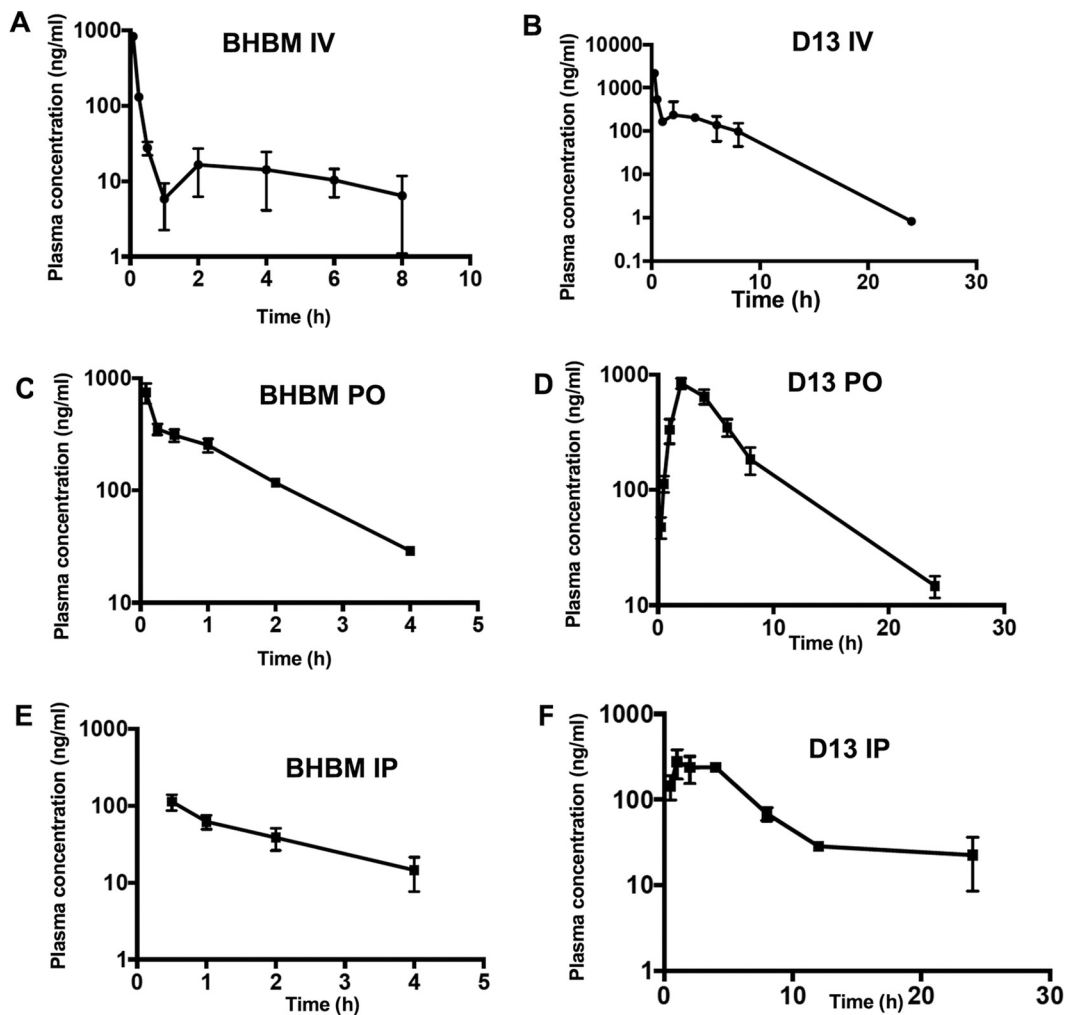 A
BHBM IV
Plasma concentration (ng/ml)
1000
100
10
1
0 2 4 6 8 10
Time (h)
B
D13 IV
Plasma concentration (ng/ml)
10000
1000
100
10
1
0.1
0 10 20 30
Time (h)
C
BHBM PO
Plasma concentration (ng/ml)
1000
100
10
0 1 2 3 4 5
Time (h)
D
D13 PO
Plasma concentration (ng/ml)
1000
100
10
0 10 20 30
Time (h)
E
BHBM IP
Plasma concentration (ng/ml)
1000
100
10
1
0 1 2 3 4 5
Time (h)
F
D13 IP
Plasma concentration (ng/ml)
1000
100
10
1
0 10 20 30
Time (h)